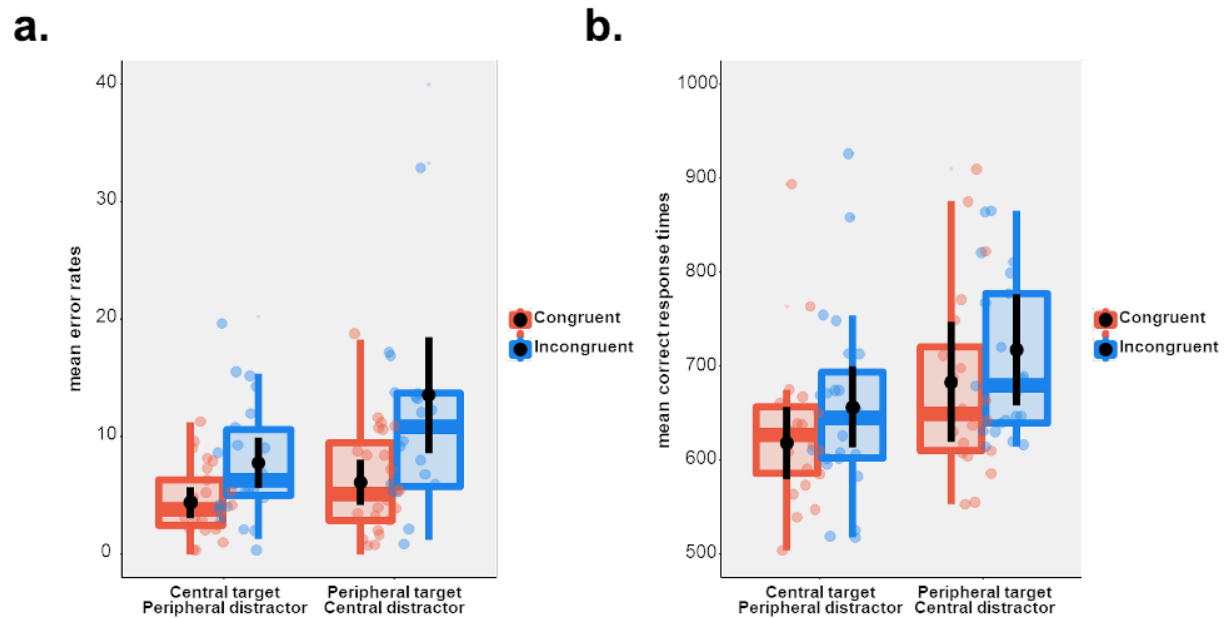 a.
mean error rates
40
30
20
10
0
Central target
Peripheral distractor
Peripheral target
Central distractor
Congruent
Incongruent
b.
mean correct response times
1000
900
800
700
600
500
Central target
Peripheral distractor
Peripheral target
Central distractor
Congruent
Incongruent